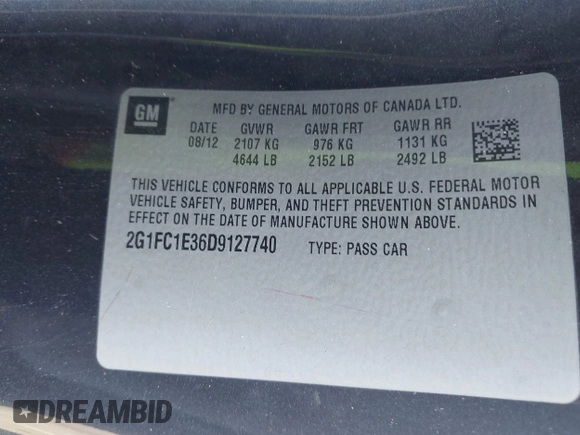 GM
MFD BY GENERAL MOTORS OF CANADA LTD.
DATE GVWR GAWR FRT GAWR RR
08/12 2107 KG 976 KG 1131 KG
4644 LB 2152 LB 2492 LB
THIS VEHICLE CONFORMS TO ALL APPLICABLE U.S. FEDERAL MOTOR
VEHICLE SAFETY, BUMPER, AND THEFT PREVENTION STANDARDS IN
EFFECT ON THE DATE OF MANUFACTURE SHOWN ABOVE.
2G1FC1E36D9127740 TYPE: PASS CAR
DREAMBID